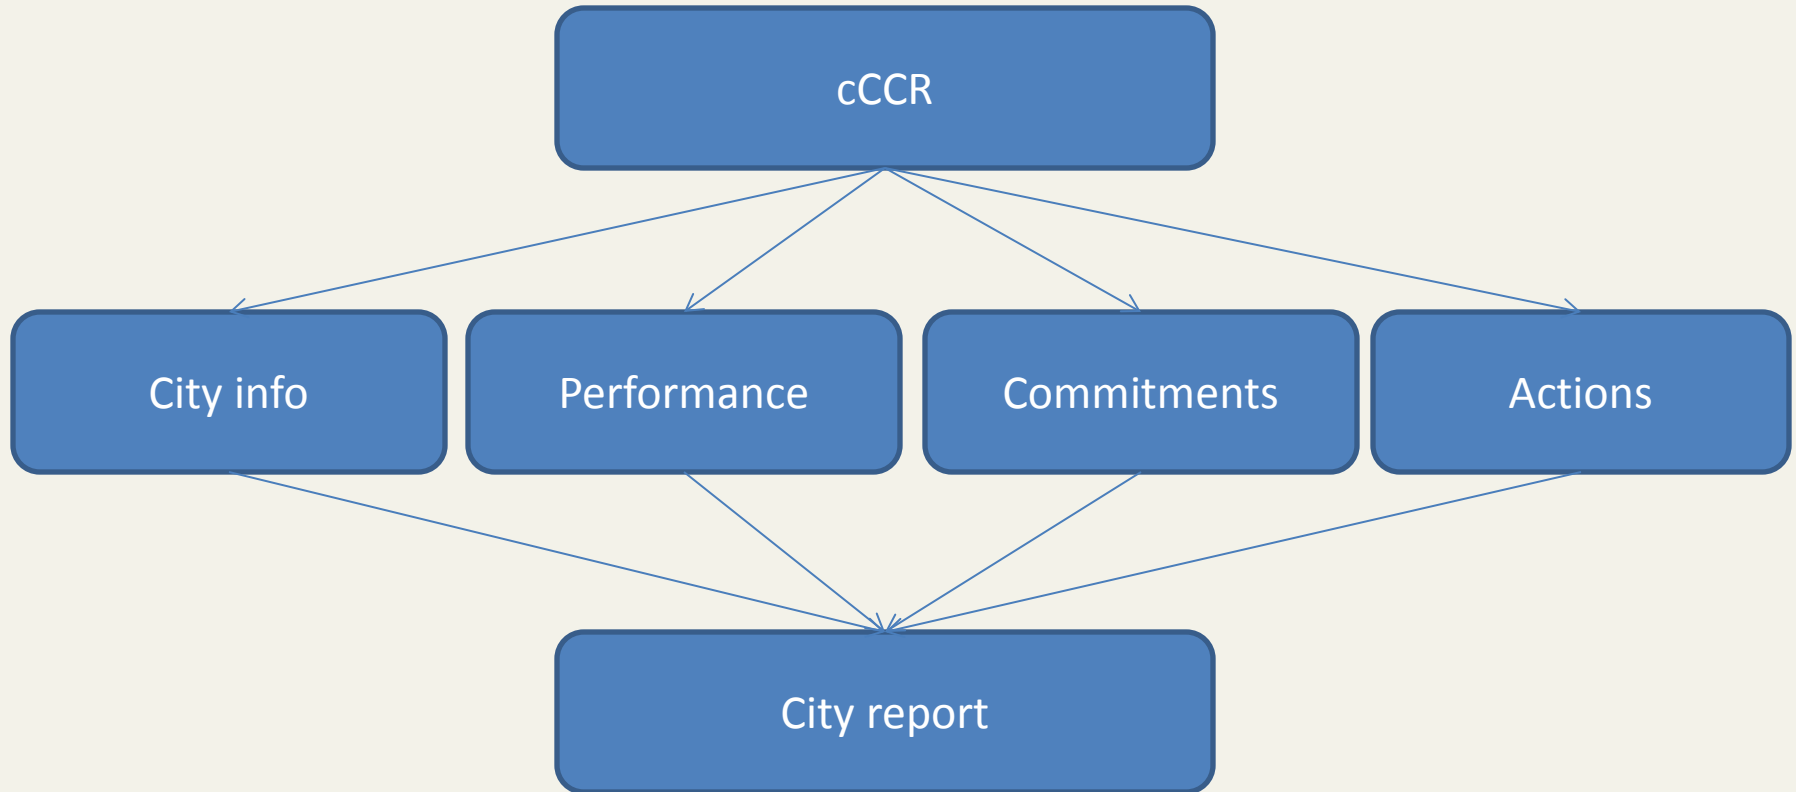 cCCR
City info
Performance
Commitments
Actions
City report